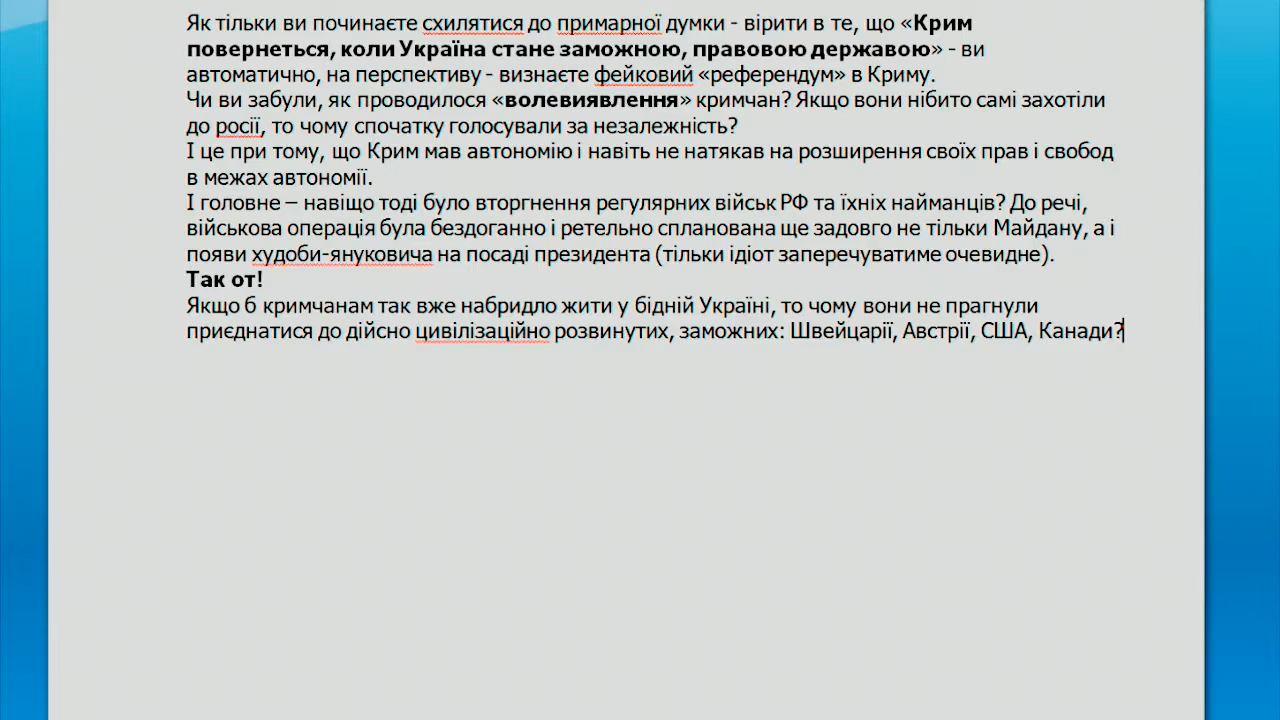 Як тільки ви починаєте схилятися до примарної думки - вірити в те, що «Крим
повернеться, коли Україна стане заможною, правовою державою» - ви
автоматично, на перспективу - визнаєте фейковий «референдум» в Криму.
Чи ви забули, як проводилося «волевиявлення» кримчан? Якщо вони нібито самі захотіли
до росії, то чому спочатку голосували за незалежність?
І це при тому, що Крим мав автономію і навіть не натякав на розширення своїх прав і свобод
в межах автономії.
І головне – навіщо тоді було вторгнення регулярних військ РФ та їхніх найманців? До речі,
військова операція була бездоганно і ретельно спланована ще задовго не тільки Майдану, а і
появи худоби-януковича на посаді президента (тільки ідіот заперечуватиме очевидне).
Так от!
Якщо б кримчанам так вже набридло жити у бідній Україні, то чому вони не прагнули
приєднатися до дійсно цивілізаційно розвинутих, заможних: Швейцарії, Австрії, США, Канади?